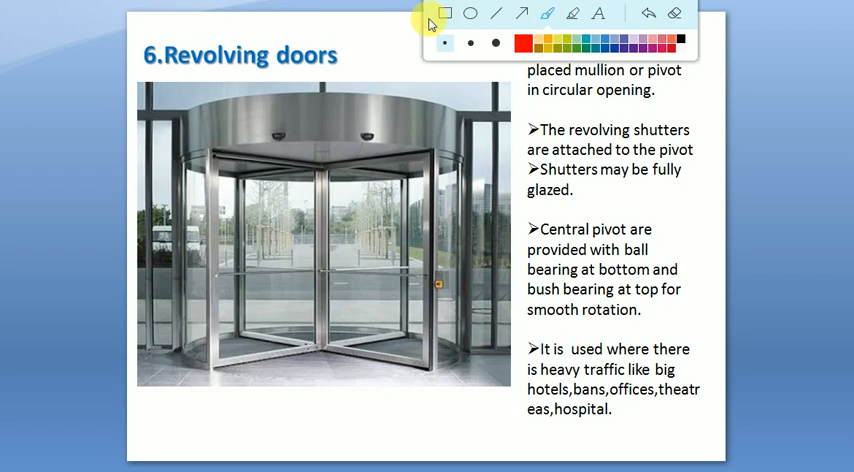 6.Revolving doors
placed mullion or pivot
in circular opening.
➢The revolving shutters
are attached to the pivot
➢Shutters may be fully
glazed.
➢Central pivot are
provided with ball
bearing at bottom and
bush bearing at top for
smooth rotation.
➢It is used where there
is heavy traffic like big
hotels,bans,offices,theatr
eas,hospital.